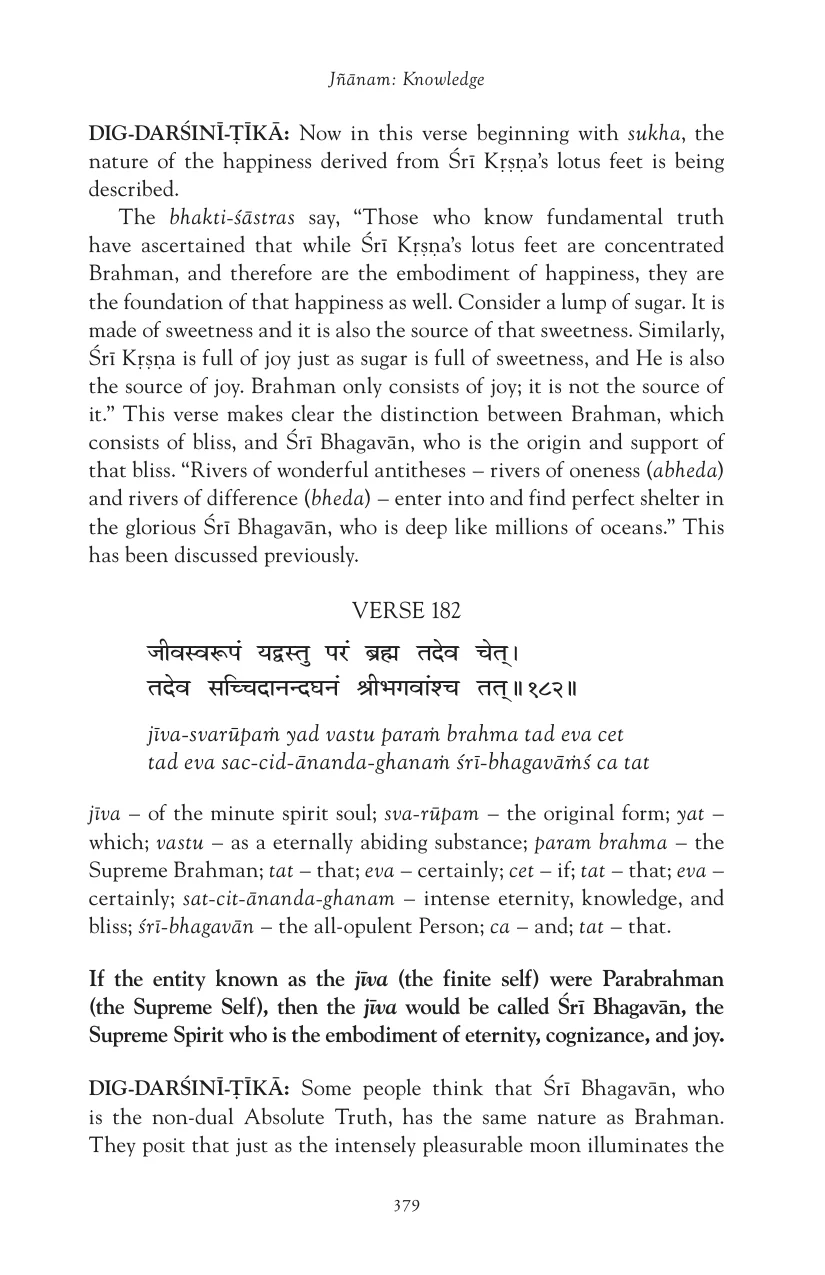 Jñānam: Knowledge
DIG-DARŚINĪ-ṬĪKĀ: Now in this verse beginning with sukha, the
nature of the happiness derived from Śrī Kṛṣṇa’s lotus feet is being
described.
The bhakti-śāstras say, “Those who know fundamental truth
have ascertained that while Śrī Kṛṣṇa’s lotus feet are concentrated
Brahman, and therefore are the embodiment of happiness, they are
the foundation of that happiness as well. Consider a lump of sugar. It is
made of sweetness and it is also the source of that sweetness. Similarly,
Śrī Kṛṣṇa is full of joy just as sugar is full of sweetness, and He is also
the source of joy. Brahman only consists of joy; it is not the source of
it.” This verse makes clear the distinction between Brahman, which
consists of bliss, and Śrī Bhagavān, who is the origin and support of
that bliss. “Rivers of wonderful antitheses – rivers of oneness (abheda)
and rivers of difference (bheda) – enter into and find perfect shelter in
the glorious Śrī Bhagavān, who is deep like millions of oceans.” This
has been discussed previously.
VERSE 182
जीवस्वरूपं यद्वस्तु परं ब्रह्म तदेव चेत्।
तदेव सच्चिदानन्दघनं श्रीभगवांश्च तत्॥१८२॥
jīva-svarūpaṁ yad vastu paraṁ brahma tad eva cet
tad eva sac-cid-ānanda-ghanaṁ śrī-bhagavāṁś ca tat
jīva – of the minute spirit soul; sva-rūpam – the original form; yat –
which; vastu – as a eternally abiding substance; param brahma – the
Supreme Brahman; tat – that; eva – certainly; cet – if; tat – that; eva –
certainly; sat-cit-ānanda-ghanam – intense eternity, knowledge, and
bliss; śrī-bhagavān – the all-opulent Person; ca – and; tat – that.
If the entity known as the jīva (the finite self) were Parabrahman
(the Supreme Self), then the jīva would be called Śrī Bhagavān, the
Supreme Spirit who is the embodiment of eternity, cognizance, and joy.
DIG-DARŚINĪ-ṬĪKĀ: Some people think that Śrī Bhagavān, who
is the non-dual Absolute Truth, has the same nature as Brahman.
They posit that just as the intensely pleasurable moon illuminates the
379